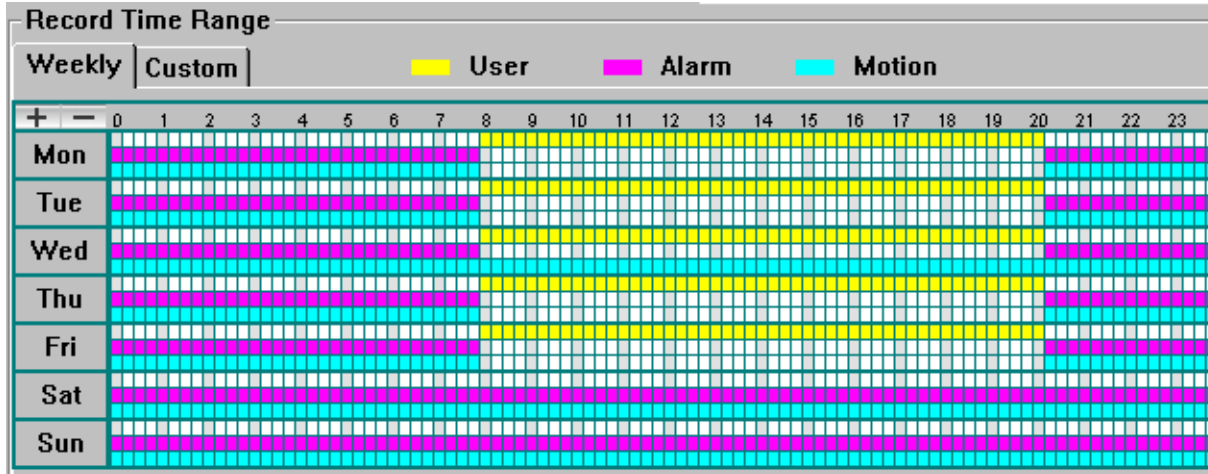 Record Time Range
Weekly Custom User Alarm Motion
+ − 0 1 2 3 4 5 6 7 8 9 10 11 12 13 14 15 16 17 18 19 20 21 22 23
Mon
Tue
Wed
Thu
Fri
Sat
Sun